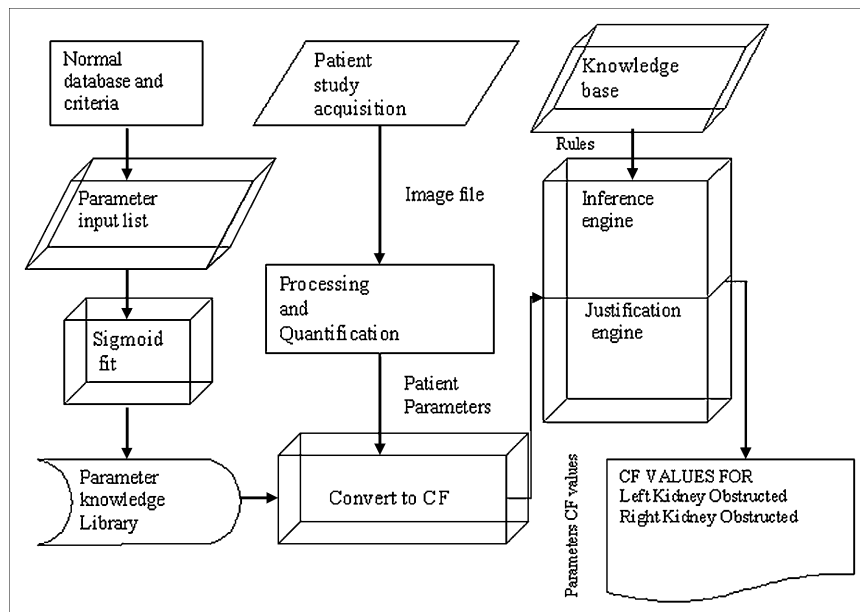 Normal
database and
criteria
Patient
study
acquisition
Knowledge
base
Rules
Parameter
input list
Image file
Inference
engine
Processing
and
Quantification
Justification
engine
Sigmoid
fit
Patient
Parameters
Parameter
knowledge
Library
Convert to CF
Parameters CF values
CF VALUES FOR
Left Kidney Obstructed
Right Kidney Obstructed